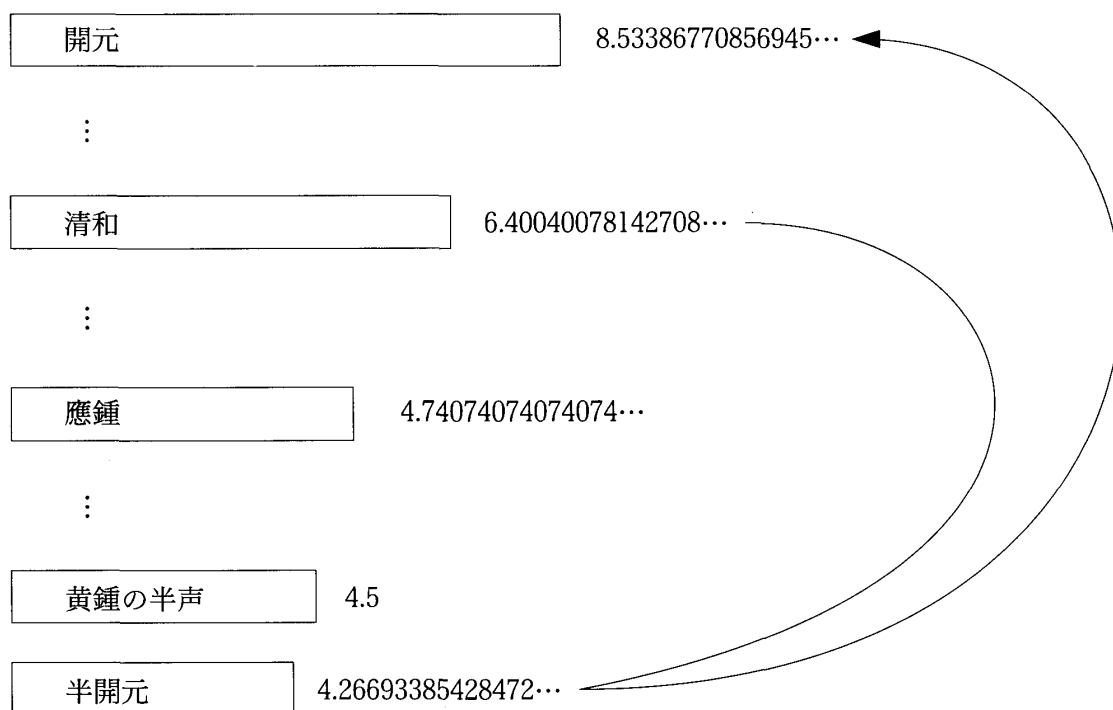 開元 8.53386770856945…
⋮
清和 6.40040078142708…
⋮
應鍾 4.74074074074074…
⋮
黄鍾の半声 4.5
半開元 4.26693385428472…